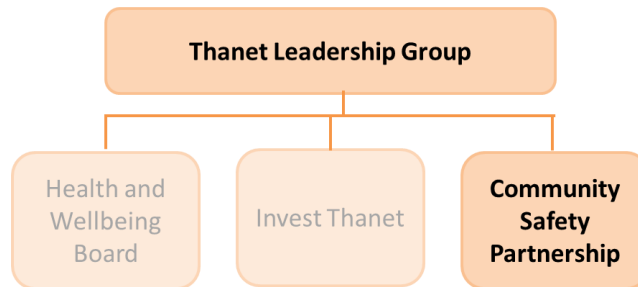 Thanet Leadership Group
Health and
Wellbeing
Board
Invest Thanet
Community
Safety
Partnership